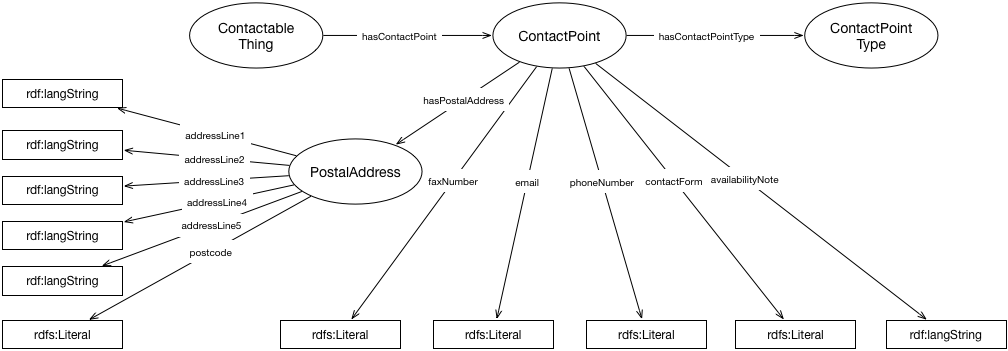 Contactable
Thing
hasContactPoint
ContactPoint
hasContactPointType
ContactPoint
Type
rdf:langString
hasPostalAddress
addressLine1
rdf:langString
addressLine2
PostalAddress
faxNumber
email
phoneNumber
contactForm
availabilityNote
rdf:langString
addressLine3
addressLine4
rdf:langString
addressLine5
postcode
rdf:langString
rdfs:Literal
rdfs:Literal
rdfs:Literal
rdfs:Literal
rdfs:Literal
rdf:langString